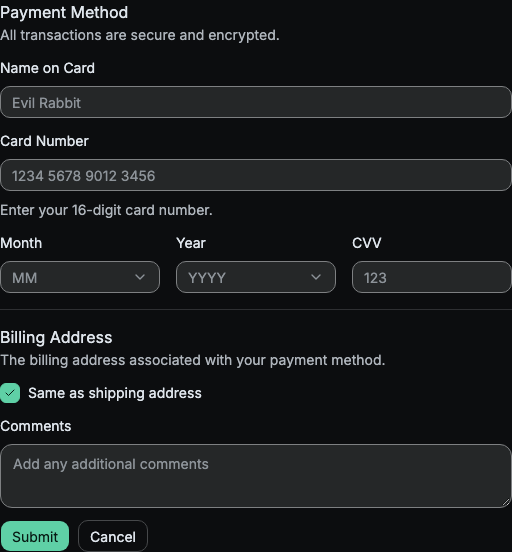 Payment Method
All transactions are secure and encrypted.
Name on Card
Evil Rabbit
Card Number
1234 5678 9012 3456
Enter your 16-digit card number.
Month Year CVV
MM YYYY 123
Billing Address
The billing address associated with your payment method.
Same as shipping address
Comments
Add any additional comments
Submit Cancel